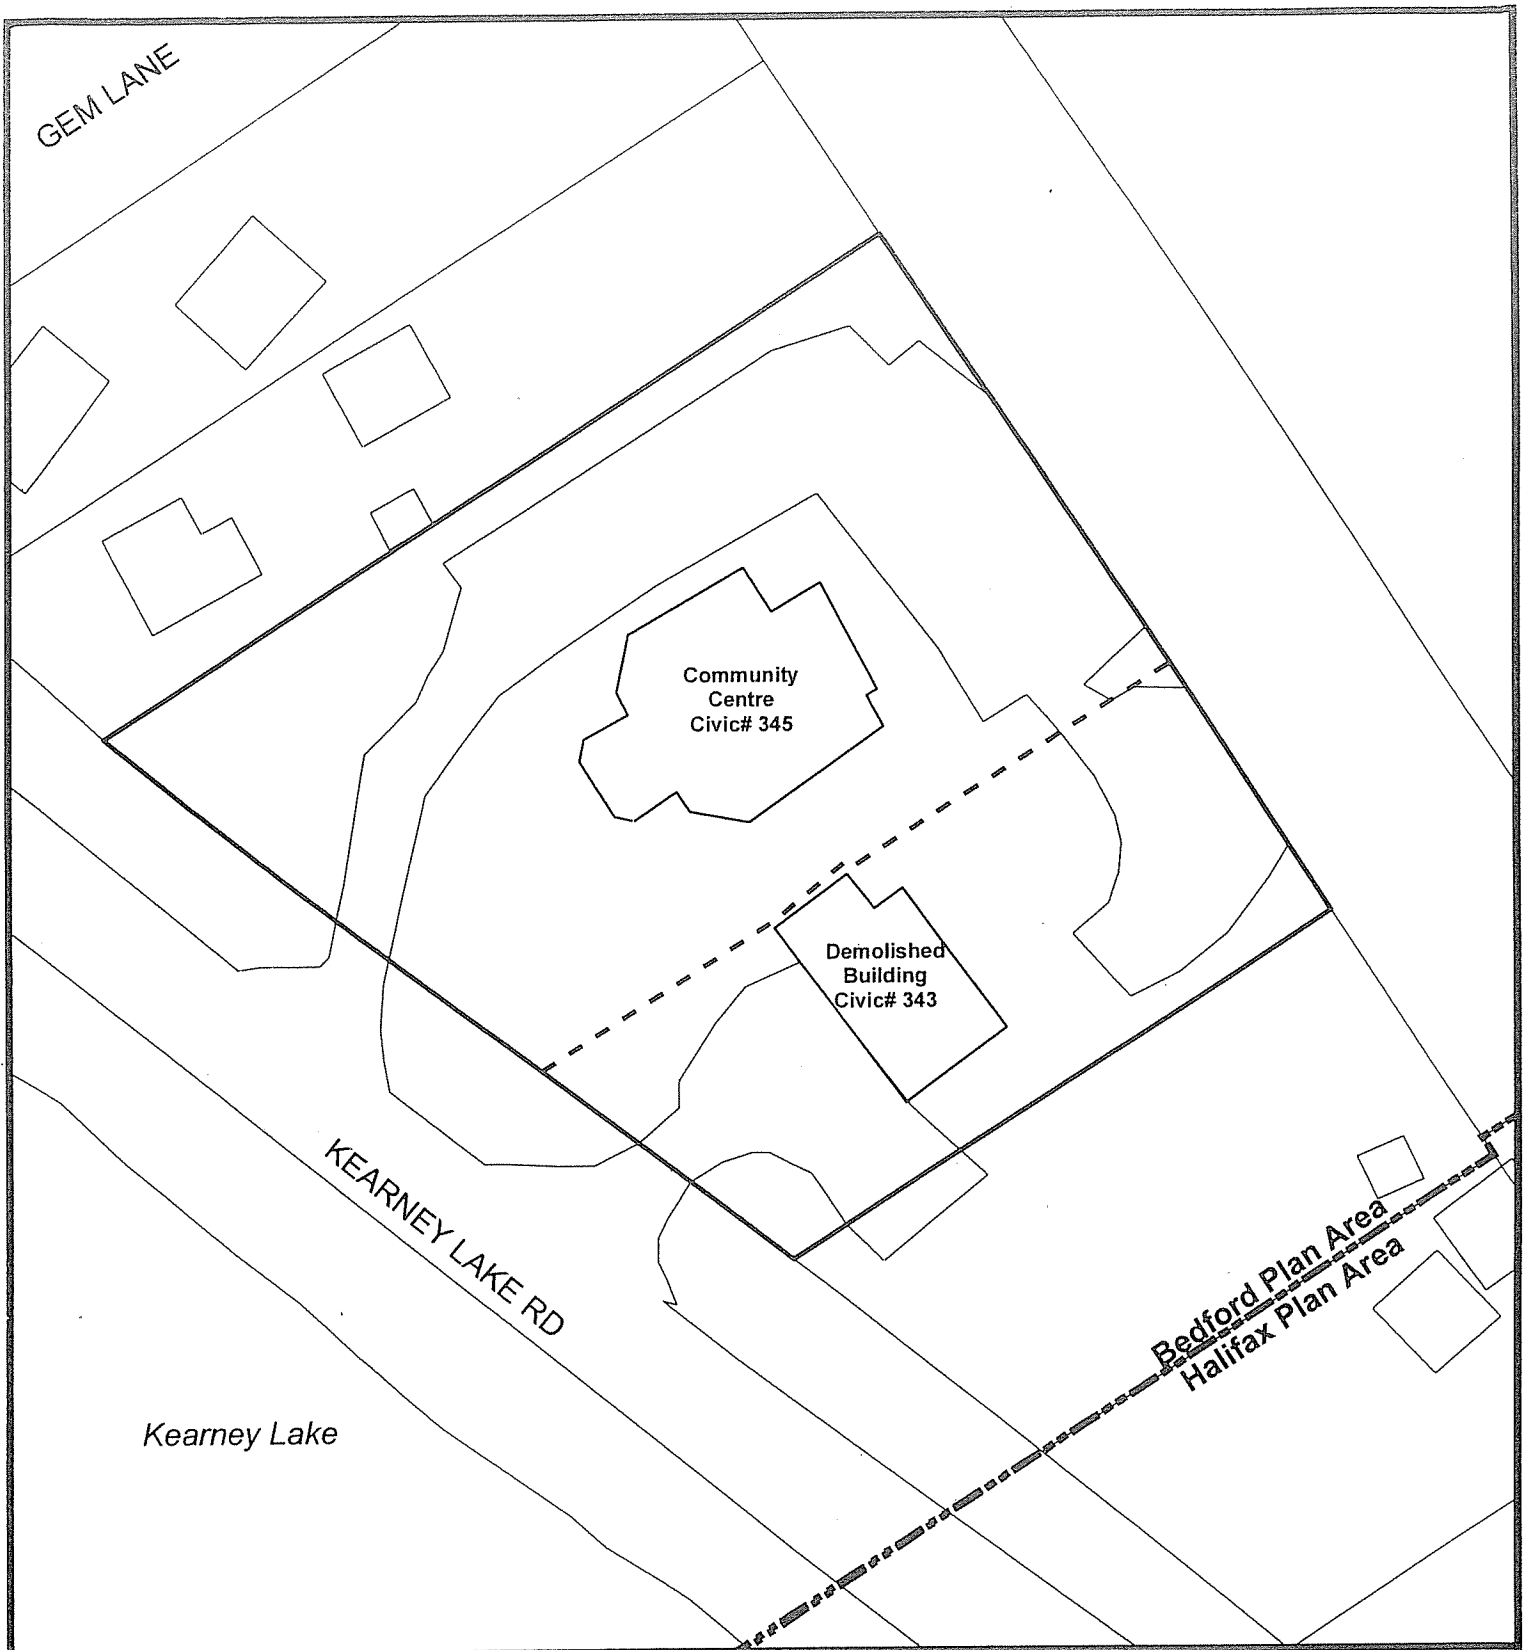 GEM LANE
Community
Centre
Civic# 345
Demolished
Building
Civic# 343
KEARNEY LAKE RD
Bedford Plan Area
Halifax Plan Area
Kearney Lake